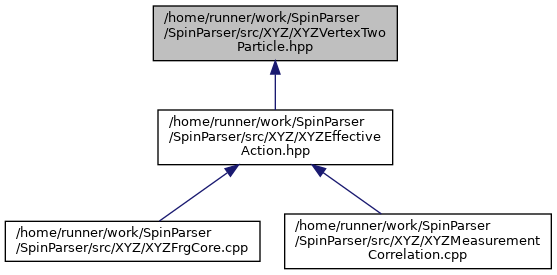 /home/runner/work/SpinParser
/SpinParser/src/XYZ/XYZVertexTwo
Particle.hpp
/home/runner/work/SpinParser
/SpinParser/src/XYZ/XYZEffective
Action.hpp
/home/runner/work/SpinParser
/SpinParser/src/XYZ/XYZFrgCore.cpp
/home/runner/work/SpinParser
/SpinParser/src/XYZ/XYZMeasurement
Correlation.cpp